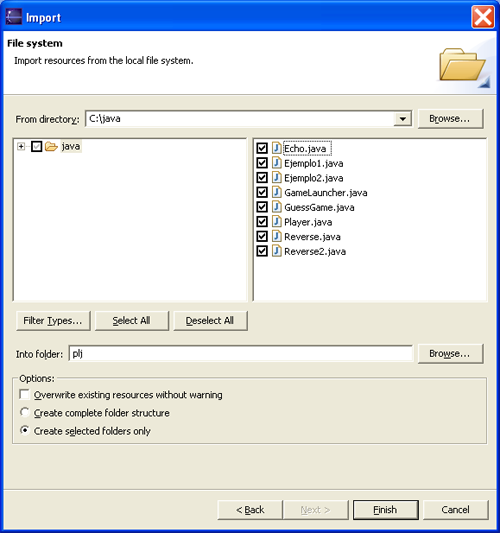 Import
File system
Import resources from the local file system.
From directory: C:\java Browse...
java
Echo.java
Ejemplo1.java
Ejemplo2.java
GameLauncher.java
GuessGame.java
Player.java
Reverse.java
Reverse2.java
Filter Types... Select All Deselect All
Into folder: plj Browse...
Options:
Overwrite existing resources without warning
Create complete folder structure
Create selected folders only
< Back Next > Finish Cancel